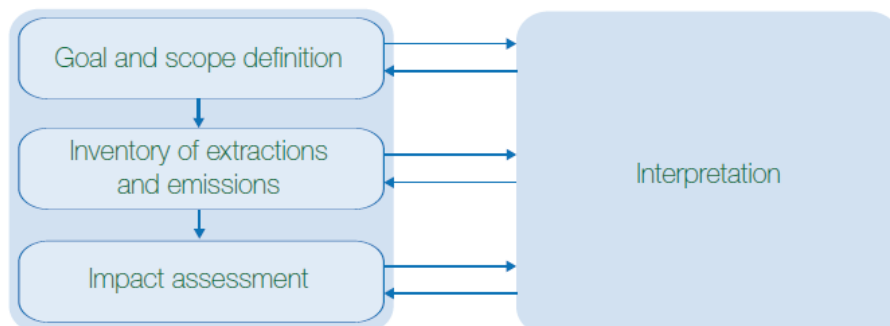 Goal and scope definition
Inventory of extractions
and emissions
Interpretation
Impact assessment